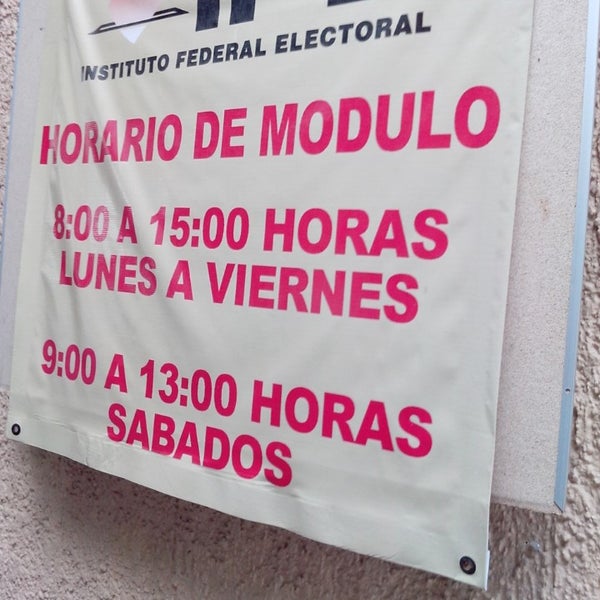 INSTITUTO FEDERAL ELECTORAL
HORARIO DE MODULO
8:00 A 15:00 HORAS
LUNES A VIERNES
9:00 A 13:00 HORAS
SABADOS